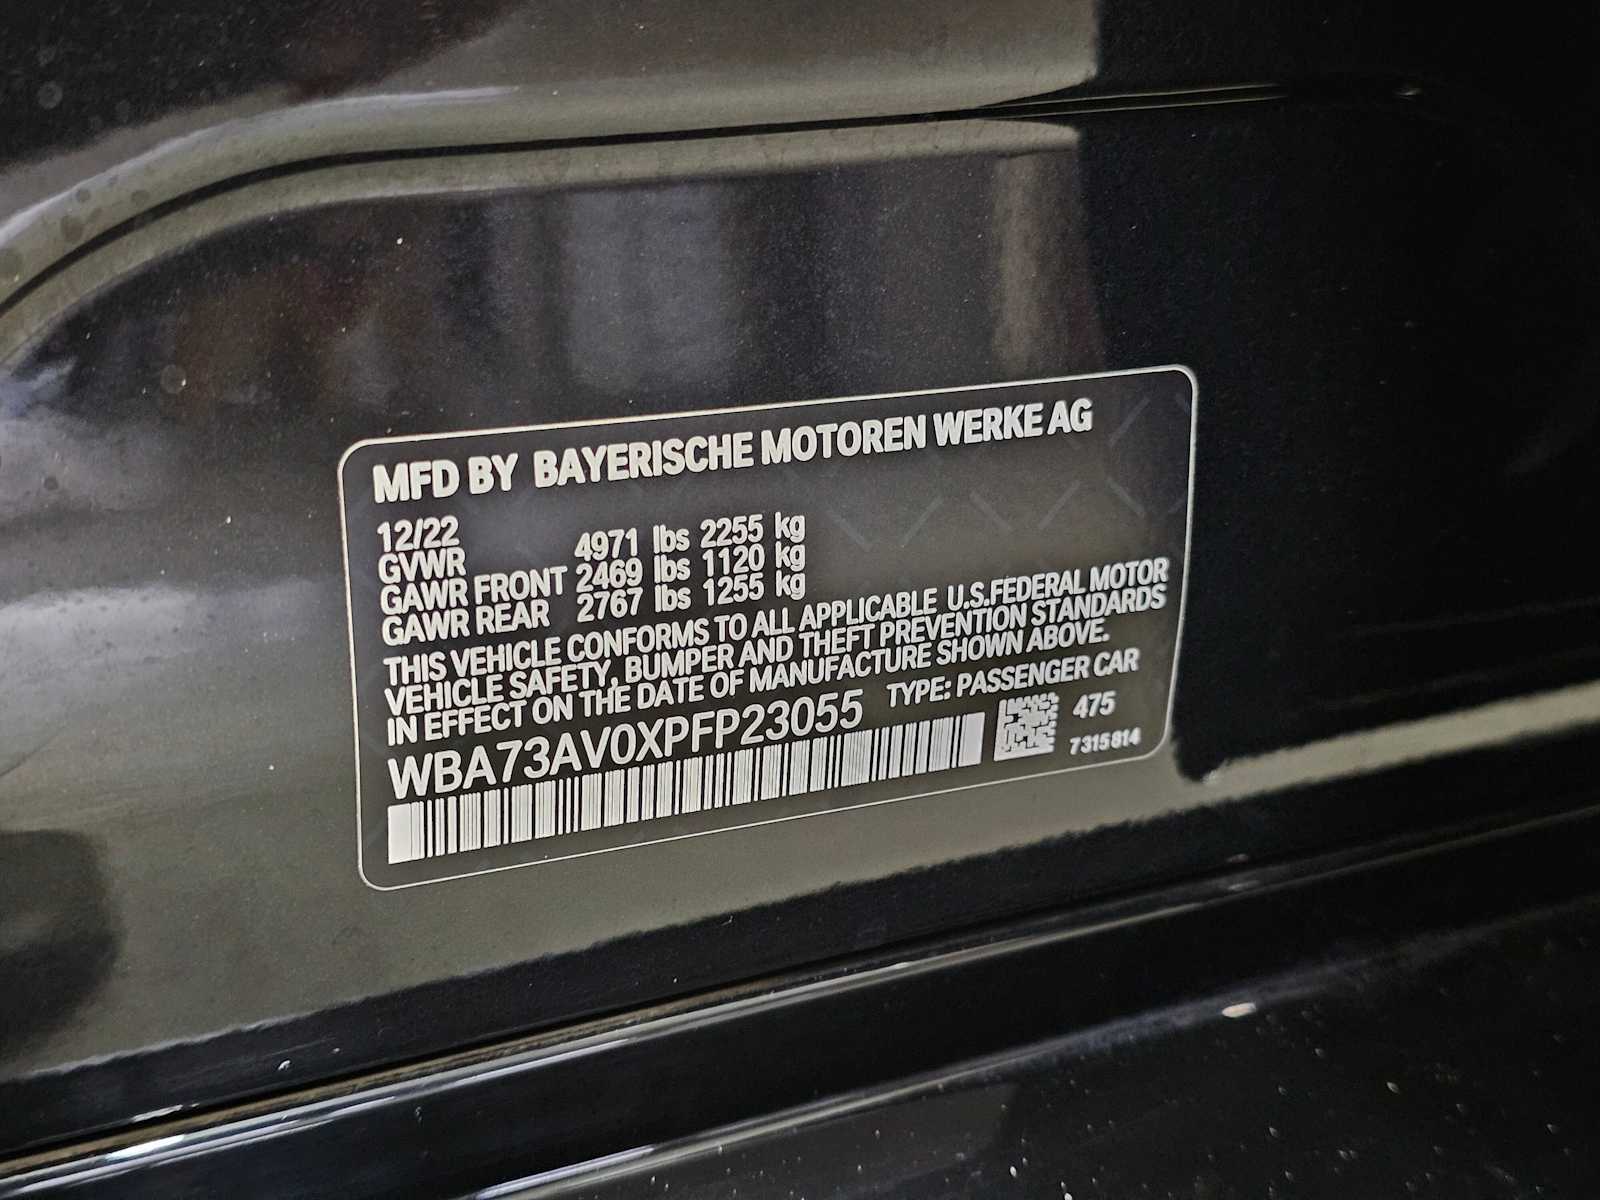 MFD BY BAYERISCHE MOTOREN WERKE AG
12/22
GVWR 4971 lbs 2255 kg
GAWR FRONT 2469 lbs 1120 kg
GAWR REAR 2767 lbs 1255 kg
THIS VEHICLE CONFORMS TO ALL APPLICABLE U.S.FEDERAL MOTOR
VEHICLE SAFETY, BUMPER AND THEFT PREVENTION STANDARDS
IN EFFECT ON THE DATE OF MANUFACTURE SHOWN ABOVE.
WBA73AV0XPFP23055 TYPE: PASSENGER CAR
475
7315814